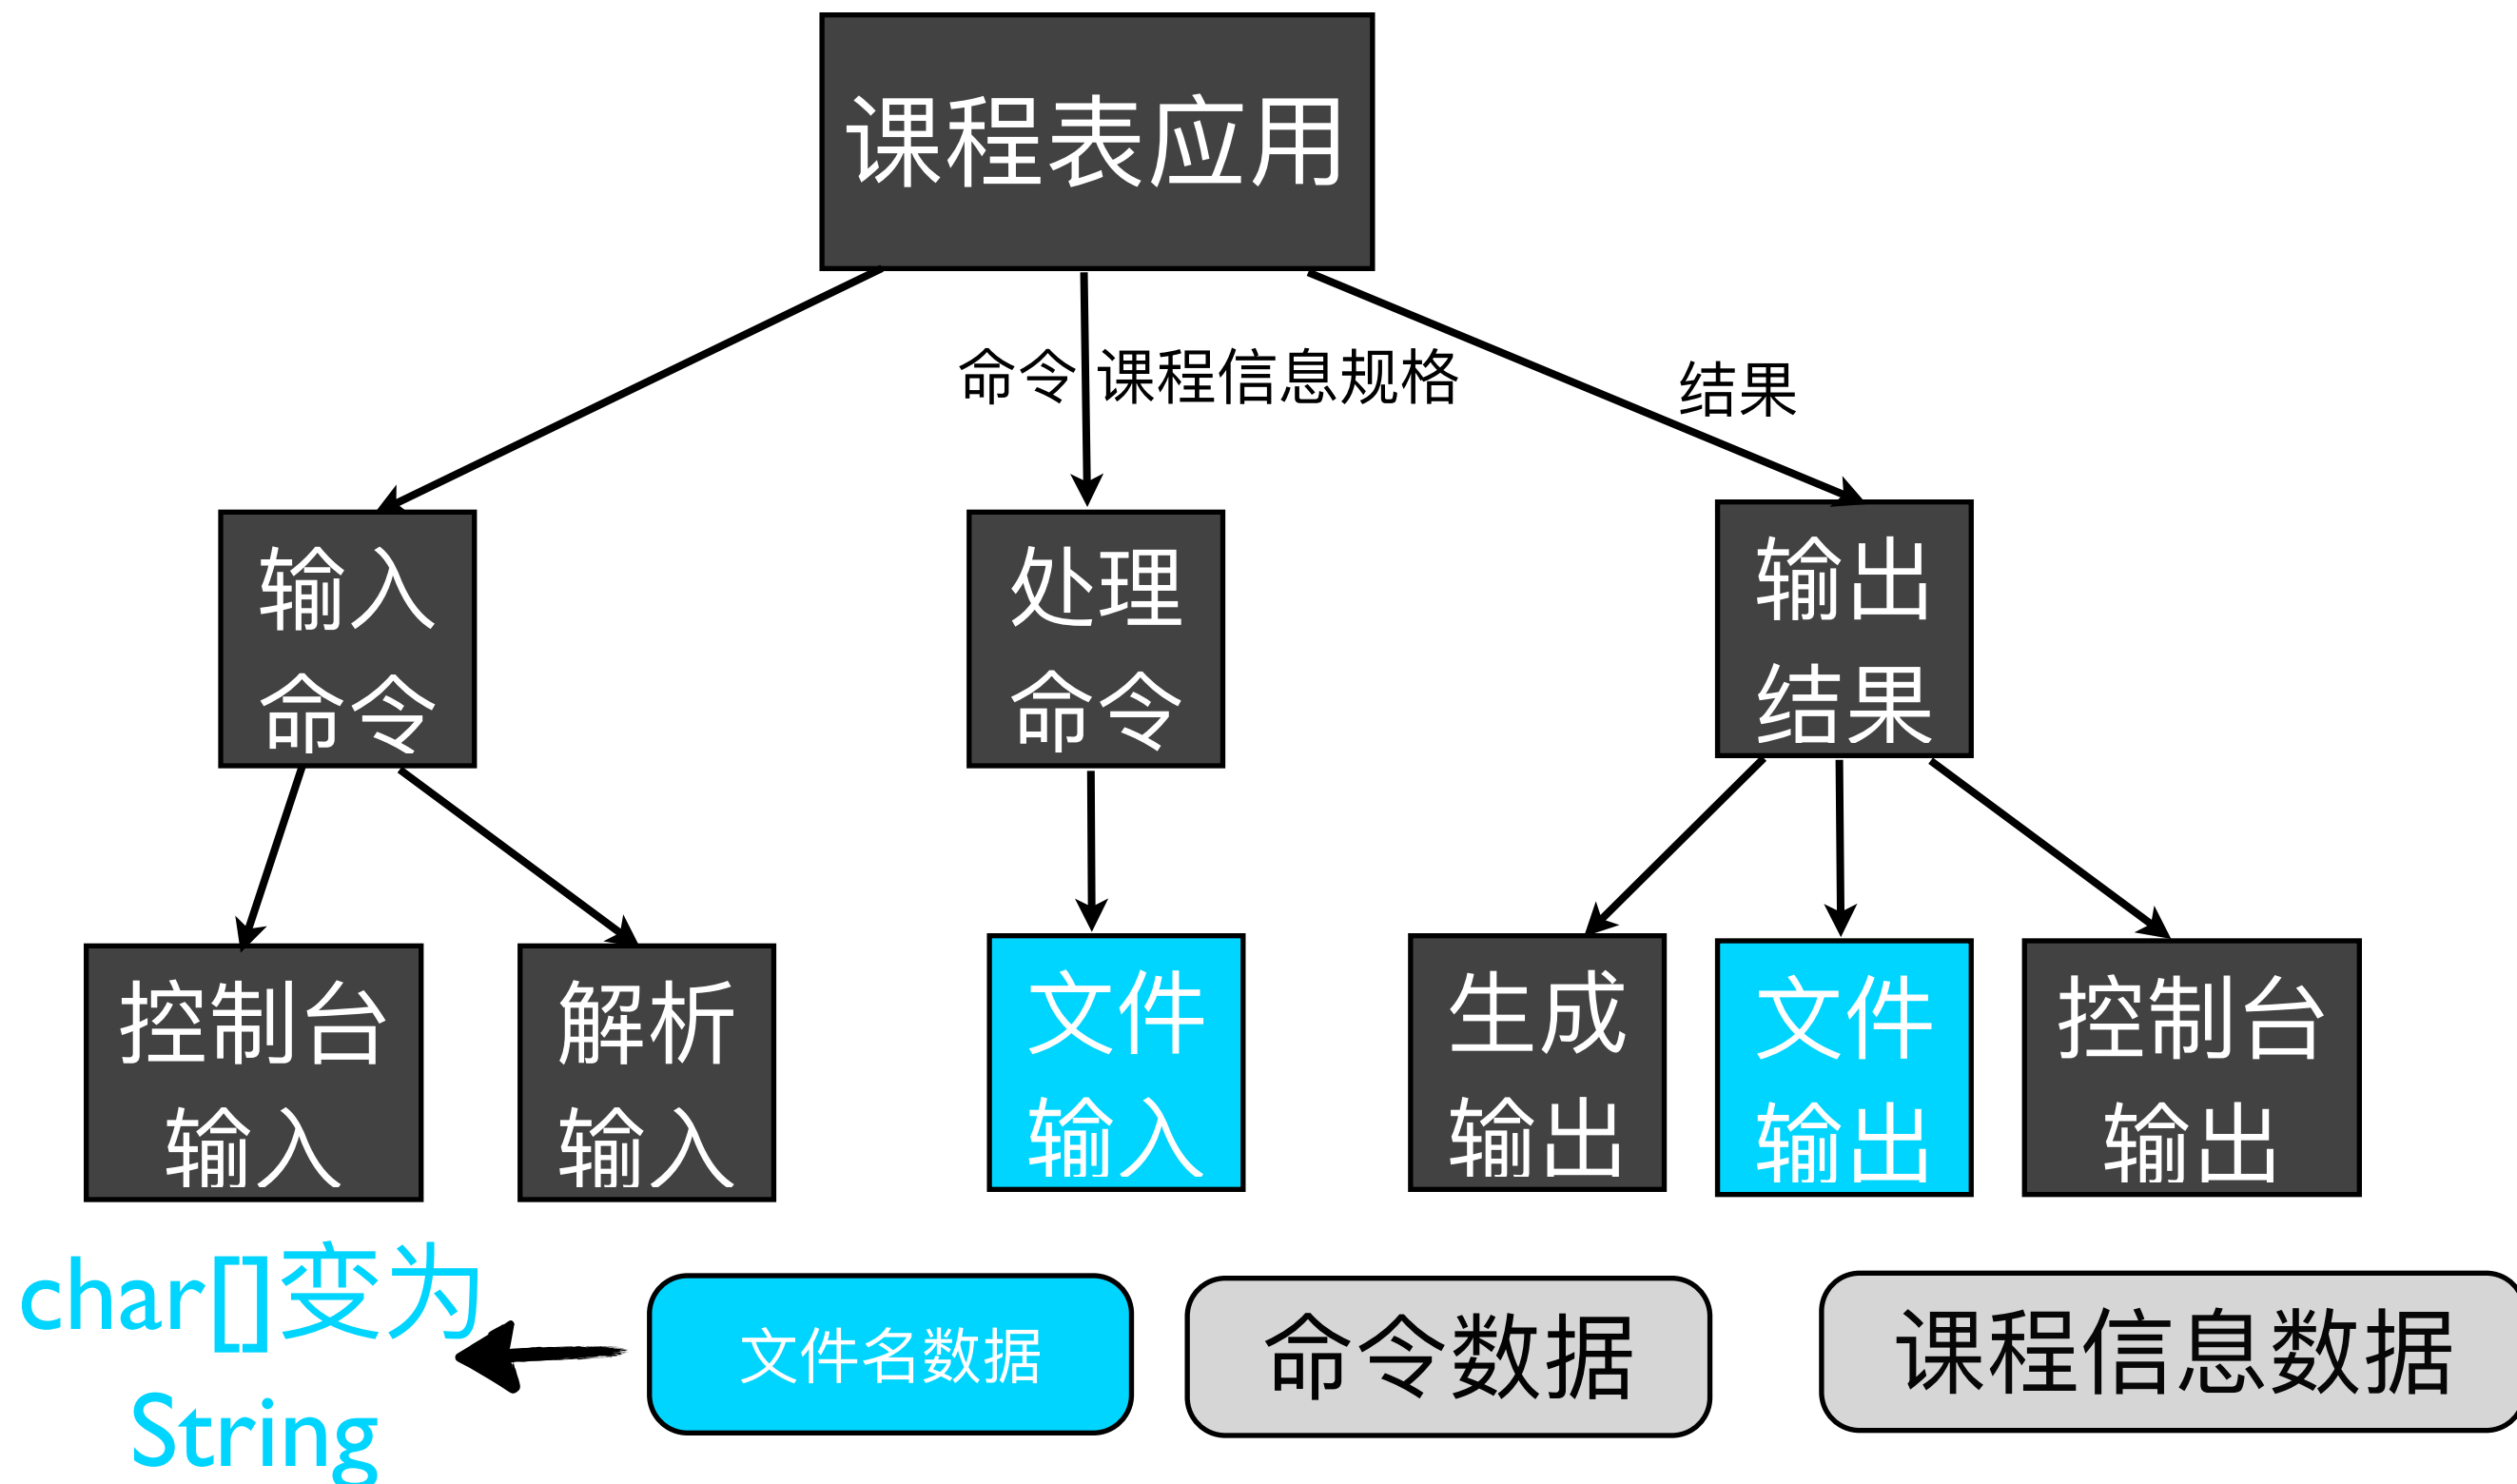 课程表应用
命令 课程信息规格
结果
输入
命令
处理
命令
输出
结果
控制台
输入
解析
输入
文件
输入
生成
输出
文件
输出
控制台
输出
char[]变为
String
文件名数据
命令数据
课程信息数据